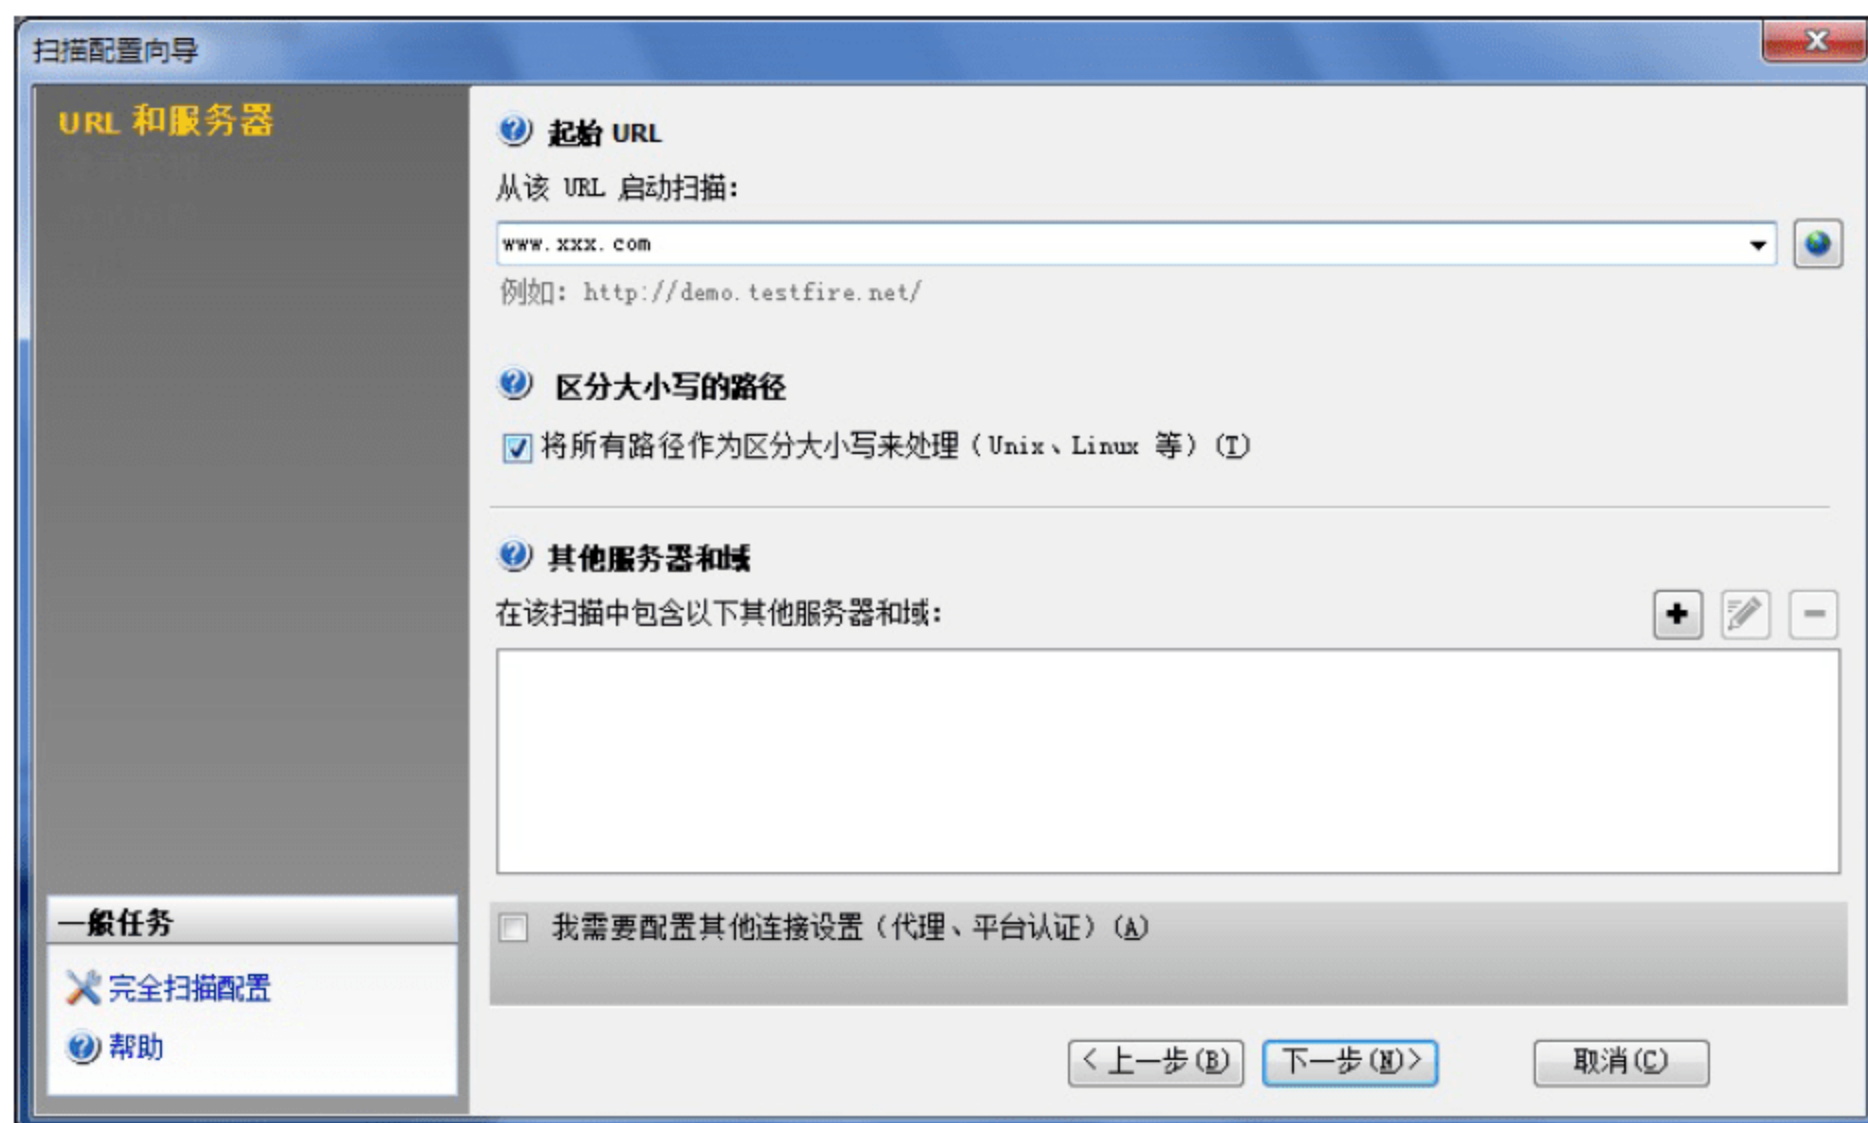 扫描配置向导
URL 和服务器
起始 URL
从该 URL 启动扫描:
www.xxx.com
例如: http://demo.testfire.net/
区分大小写的路径
将所有路径作为区分大小写来处理(Unix、Linux 等)(T)
其他服务器和域
在该扫描中包含以下其他服务器和域:
一般任务
完全扫描配置
帮助
我需要配置其他连接设置(代理、平台认证)(A)
< 上一步(B)
下一步(N)>
取消(C)